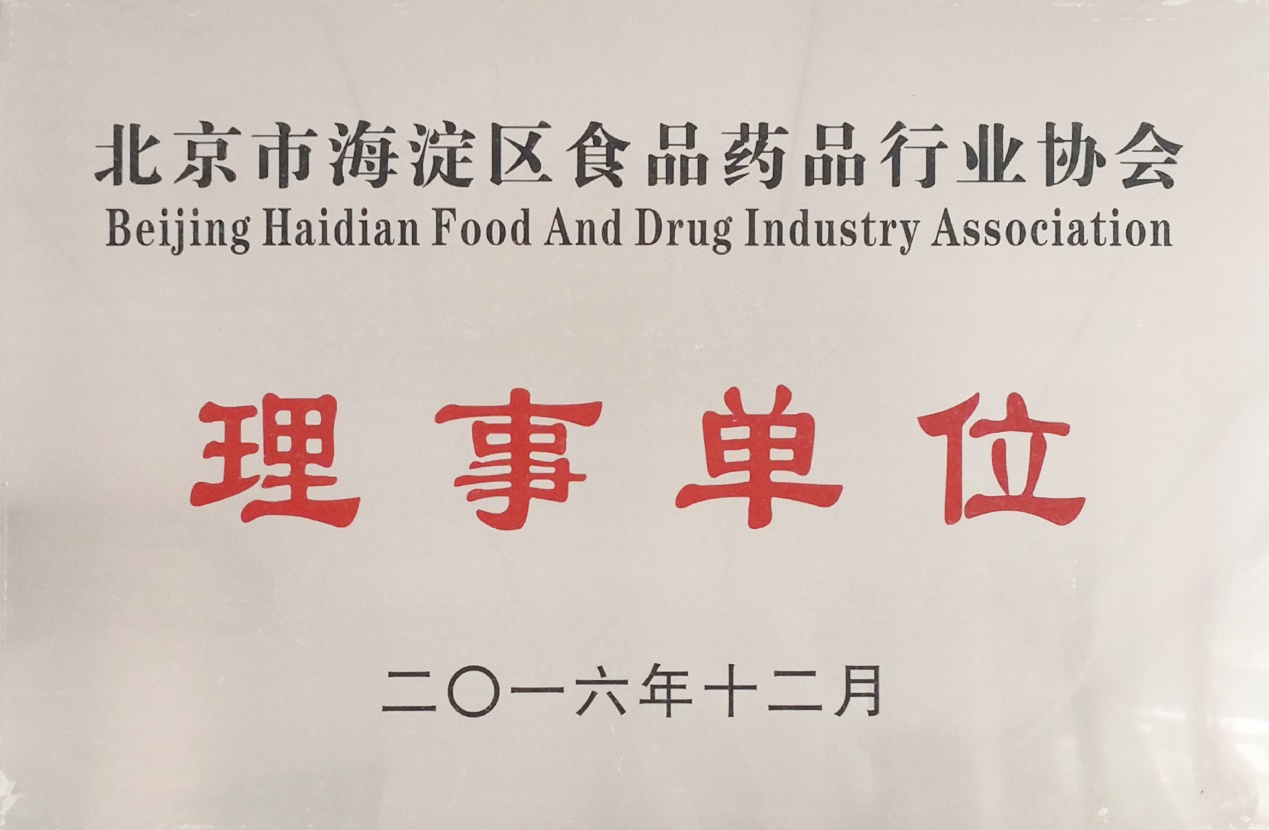 北京市海淀区食品药品行业协会
Beijing Haidian Food And Drug Industry Association
理事单位
二〇一六年十二月